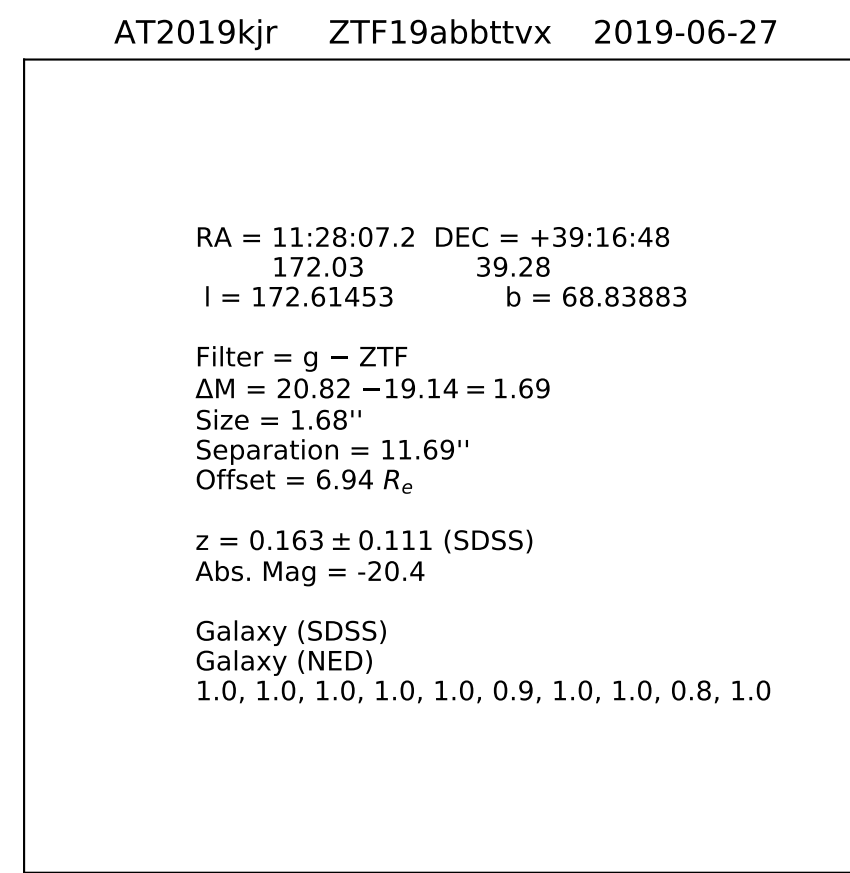 AT2019kjr ZTF19abbttvx 2019-06-27
RA = 11:28:07.2 DEC = +39:16:48
172.03 39.28
l = 172.61453 b = 68.83883
Filter = g − ZTF
ΔM = 20.82 −19.14 = 1.69
Size = 1.68''
Separation = 11.69''
Offset = 6.94 Rₑ
z = 0.163 ± 0.111 (SDSS)
Abs. Mag = -20.4
Galaxy (SDSS)
Galaxy (NED)
1.0, 1.0, 1.0, 1.0, 1.0, 0.9, 1.0, 1.0, 0.8, 1.0